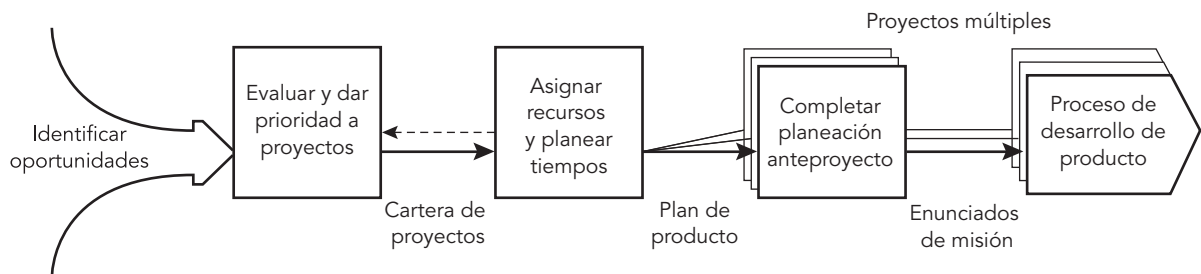 Proyectos múltiples
Identificar
oportunidades
Evaluar y dar
prioridad a
proyectos
Cartera de
proyectos
Asignar
recursos
y planear
tiempos
Plan de
producto
Completar
planeación
anteproyecto
Enunciados
de misión
Proceso de
desarrollo de
producto